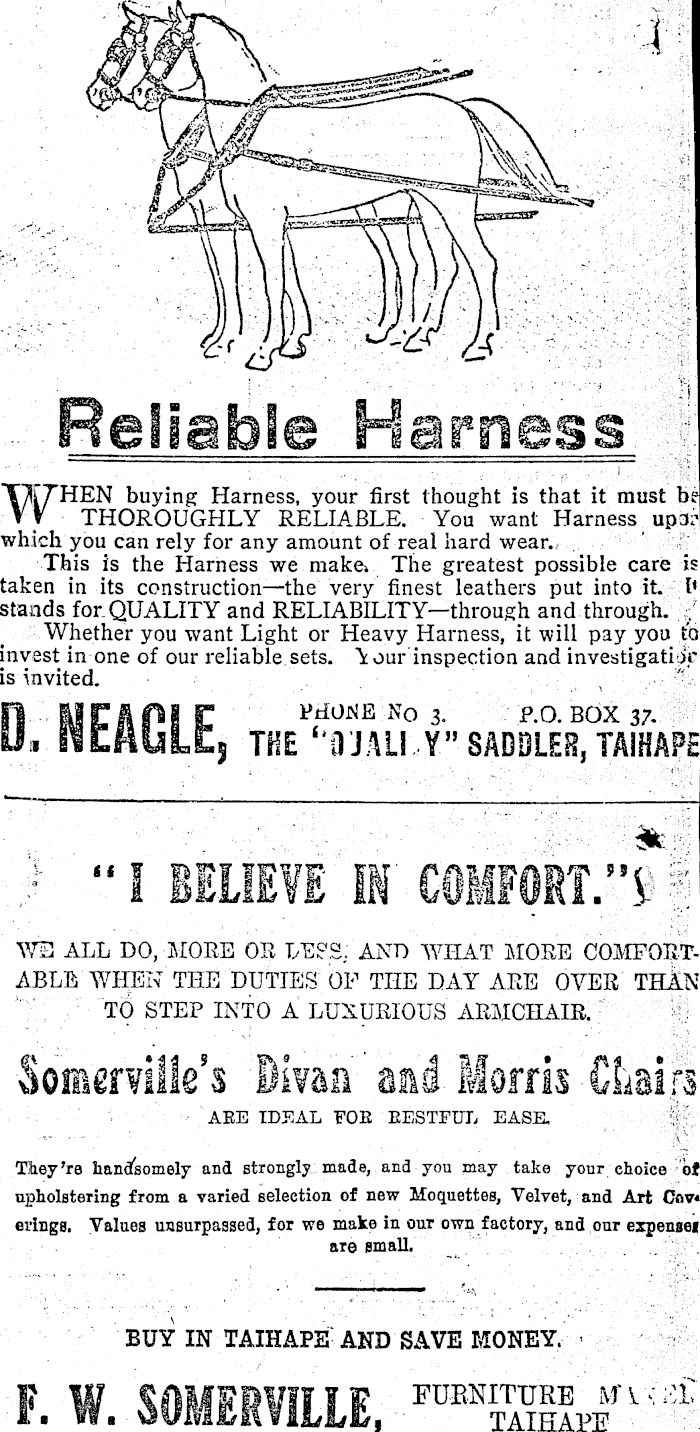 Reliable Harness
WHEN buying Harness, your first thought is that it must be
THOROUGHLY RELIABLE. You want Harness upon
which you can rely for any amount of real hard wear.
This is the Harness we make. The greatest possible care is
taken in its construction—the very finest leathers put into it. It
stands for QUALITY and RELIABILITY—through and through.
Whether you want Light or Heavy Harness, it will pay you to
invest in one of our reliable sets. Your inspection and investigation
is invited.
PHONE No 3. P.O. BOX 37.
D. NEAGLE, THE "QUALITY" SADDLER, TAIHAPE
"I BELIEVE IN COMFORT."
WE ALL DO, MORE OR LESS, AND WHAT MORE COMFORT-
ABLE WHEN THE DUTIES OF THE DAY ARE OVER THAN
TO STEP INTO A LUXURIOUS ARMCHAIR.
Somerville's Divan and Morris Chairs
ARE IDEAL FOR RESTFUL EASE.
They're handsomely and strongly made, and you may take your choice of
upholstering from a varied selection of new Moquettes, Velvet, and Art Cov-
erings. Values unsurpassed, for we make in our own factory, and our expenses
are small.
BUY IN TAIHAPE AND SAVE MONEY.
F. W. SOMERVILLE, FURNITURE MAKER
TAIHAPE